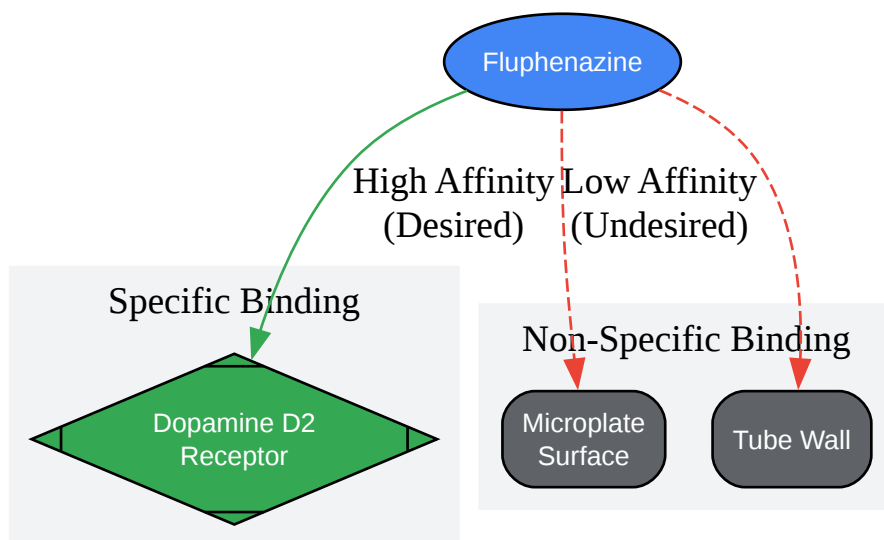 Fluphenazine
High Affinity
(Desired)
Low Affinity
(Undesired)
Specific Binding
Non-Specific Binding
Dopamine D2
Receptor
Microplate
Surface
Tube Wall